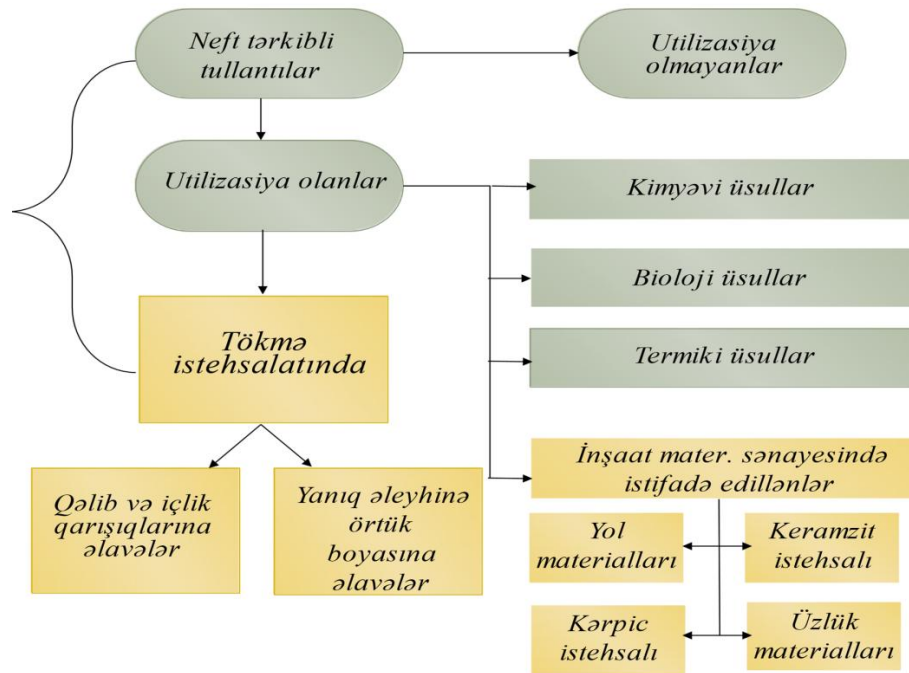 Neft tərkibli
tullantılar
Utilizasiya
olmayanlar
Utilizasiya olanlar
Kimyəvi üsullar
Bioloji üsullar
Termiki üsullar
Tökmə
istehsalatında
İnşaat mater. sənayesində
istifadə edillənlər
Qəlib və içlik
qarışıqlarına
əlavələr
Yanıq əleyhinə
örtük
boyasına
əlavələr
Yol
materialları
Keramzit
istehsalı
Kərpic
istehsalı
Üzlük
materialları